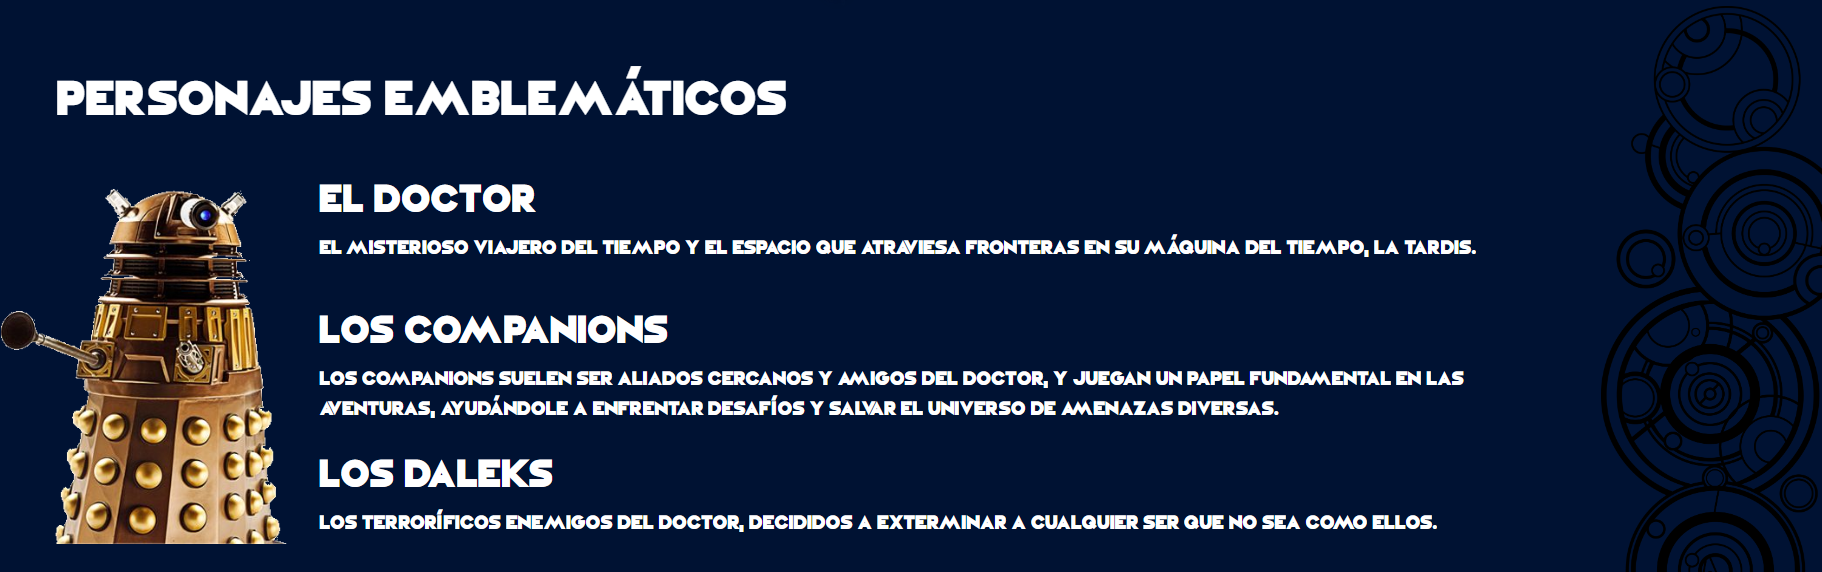 PERSONAJES EMBLEMÁTICOS
EL DOCTOR
EL MISTERIOSO VIAJERO DEL TIEMPO Y EL ESPACIO QUE ATRAVIESA FRONTERAS EN SU MÁQUINA DEL TIEMPO, LA TARDIS.
LOS COMPANIONS
LOS COMPANIONS SUELEN SER ALIADOS CERCANOS Y AMIGOS DEL DOCTOR, Y JUEGAN UN PAPEL FUNDAMENTAL EN LAS
AVENTURAS, AYUDÁNDOLE A ENFRENTAR DESAFÍOS Y SALVAR EL UNIVERSO DE AMENAZAS DIVERSAS.
LOS DALEKS
LOS TERRORÍFICOS ENEMIGOS DEL DOCTOR, DECIDIDOS A EXTERMINAR A CUALQUIER SER QUE NO SEA COMO ELLOS.